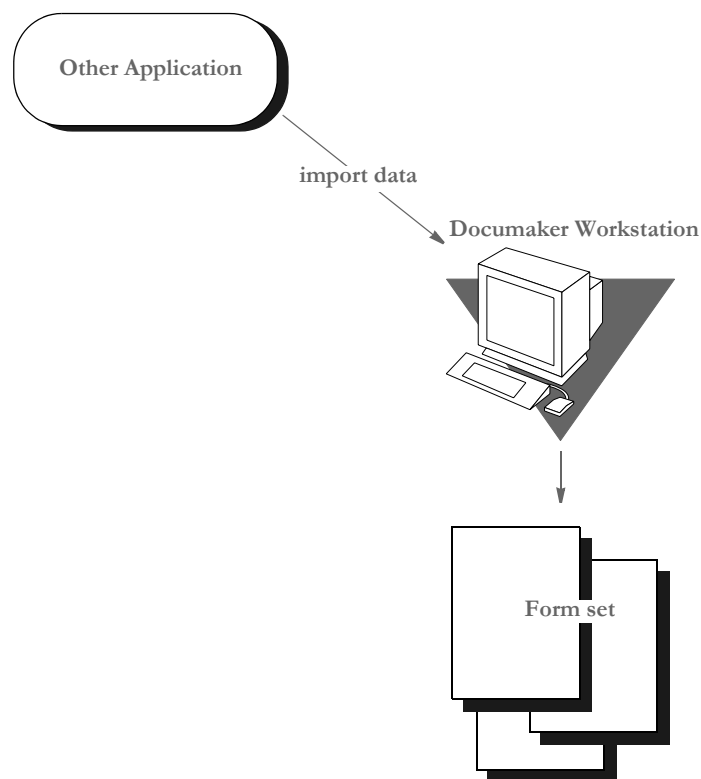 Other Application
import data
Documaker Workstation
Form set